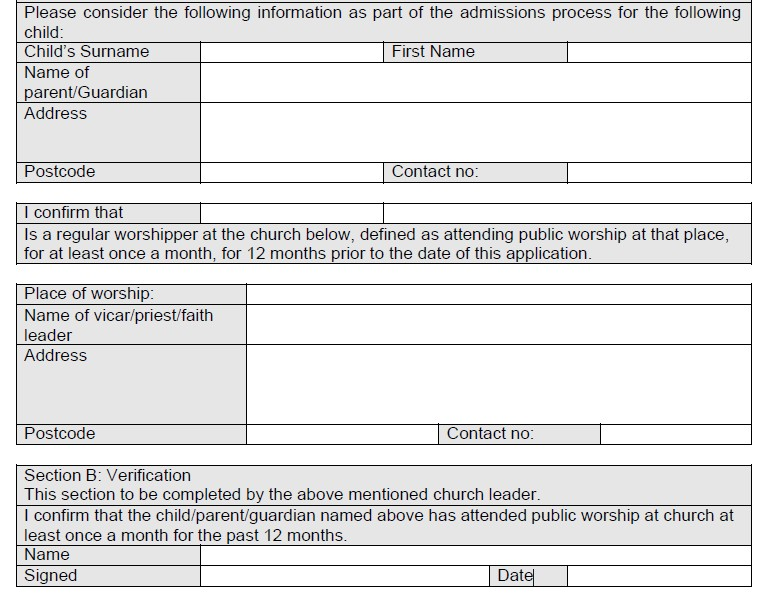 Please consider the following information as part of the admissions process for the following
child:
Child's Surname First Name
Name of
parent/Guardian
Address
Postcode Contact no:
I confirm that
Is a regular worshipper at the church below, defined as attending public worship at that place,
for at least once a month, for 12 months prior to the date of this application.
Place of worship:
Name of vicar/priest/faith
leader
Address
Postcode Contact no:
Section B: Verification
This section to be completed by the above mentioned church leader.
I confirm that the child/parent/guardian named above has attended public worship at church at
least once a month for the past 12 months.
Name
Signed Date